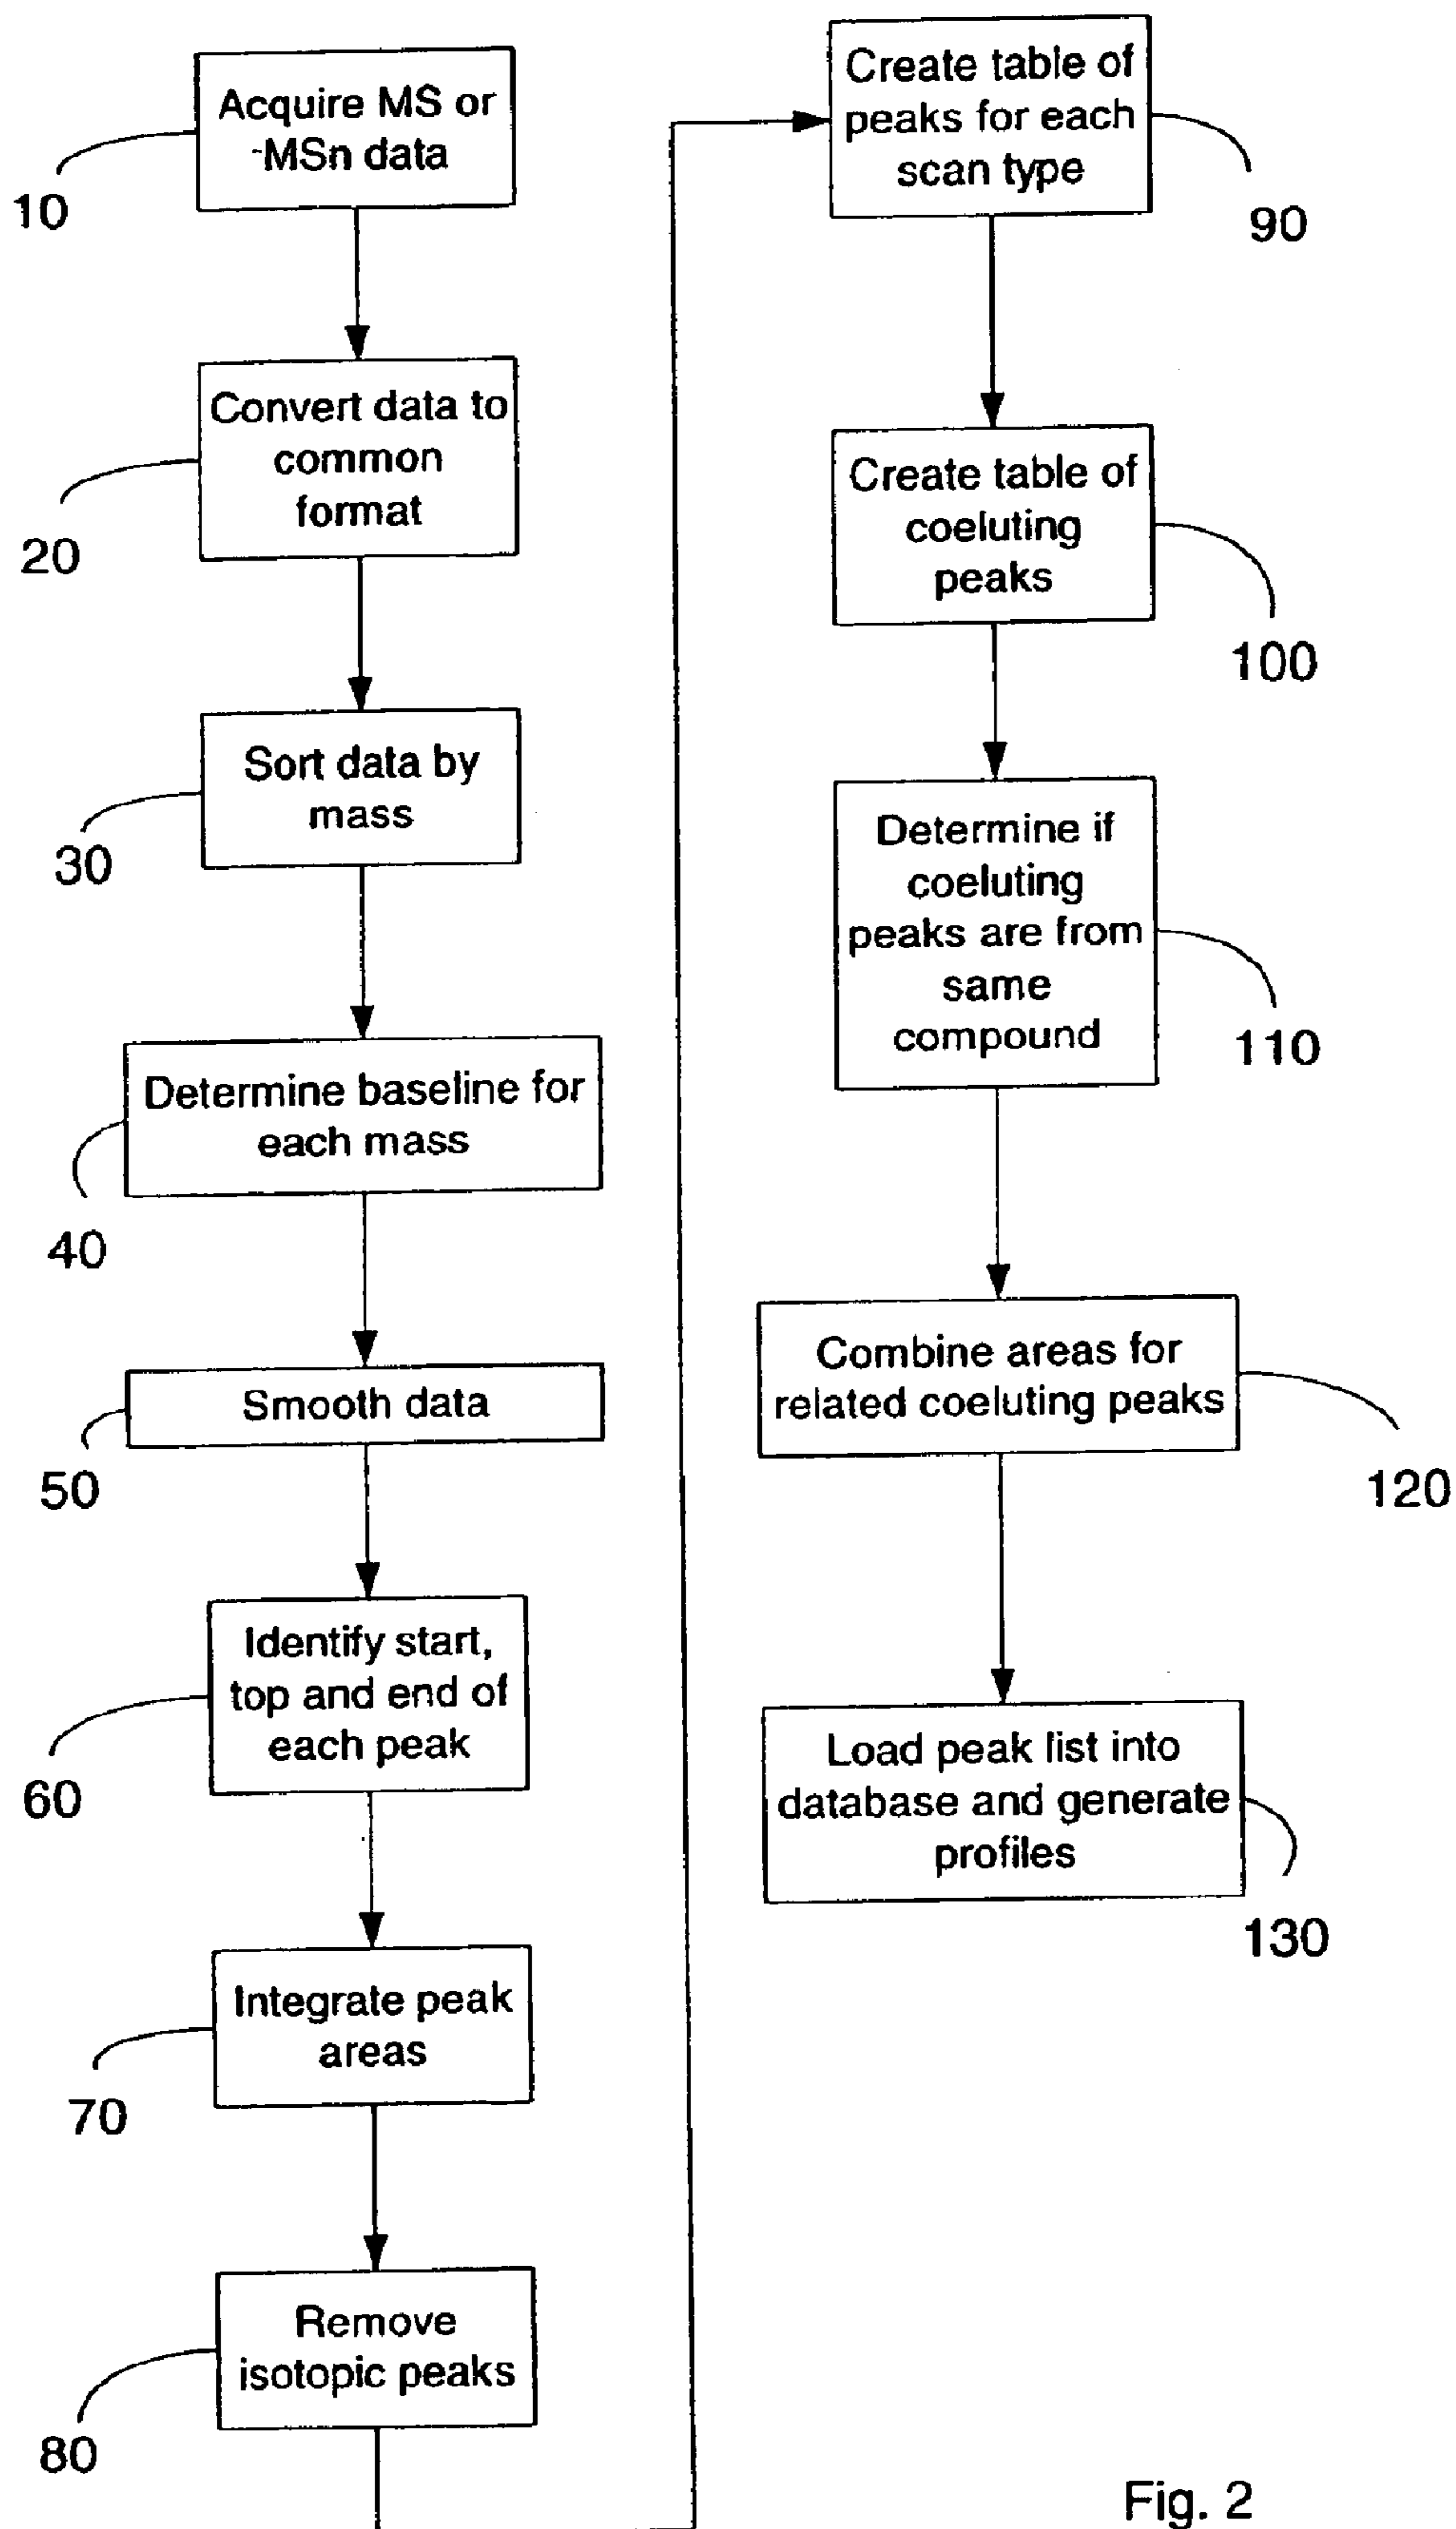 Acquire MS or
-MSn data
10
Convert data to
common
format
20
Sort data by
mass
30
Determine baseline for
each mass
40
Smooth data
50
Identify start,
top and end of
each peak
60
Integrate peak
areas
70
Remove
isotopic peaks
80
Create table of
peaks for each
scan type
90
Create table of
coeluting
peaks
100
Determine if
coeluting
peaks are from
same
compound
110
Combine areas for
related coeluting peaks
120
Load peak list into
database and generate
profiles
130
Fig. 2